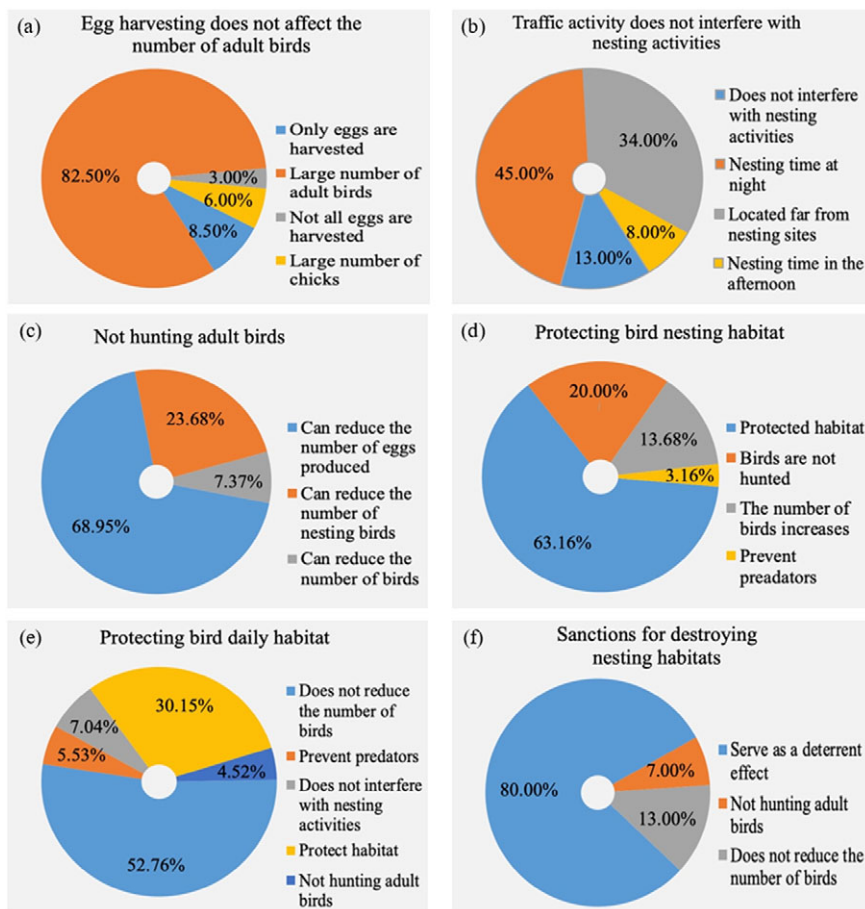 (a)
Egg harvesting does not affect the
number of adult birds
82.50%
3.00%
6.00%
8.50%
Only eggs are
harvested
Large number of
adult birds
Not all eggs are
harvested
Large number of
chicks
(b)
Traffic activity does not interfere with
nesting activities
34.00%
45.00%
8.00%
13.00%
Does not interfere
with nesting
activities
Nesting time at
night
Located far from
nesting sites
Nesting time in the
afternoon
(c)
Not hunting adult birds
23.68%
7.37%
68.95%
Can reduce the
number of eggs
produced
Can reduce the
number of
nesting birds
Can reduce the
number of birds
(d)
Protecting bird nesting habitat
20.00%
13.68%
3.16%
63.16%
Protected habitat
Birds are not
hunted
The number of
birds increases
Prevent
preadators
(e)
Protecting bird daily habitat
30.15%
7.04%
5.53%
4.52%
52.76%
Does not reduce
the number of
birds
Prevent predators
Does not interfere
with nesting
activities
Protect habitat
Not hunting adult
birds
(f)
Sanctions for destroying
nesting habitats
80.00%
7.00%
13.00%
Serve as a deterrent
effect
Not hunting adult
birds
Does not reduce the
number of birds